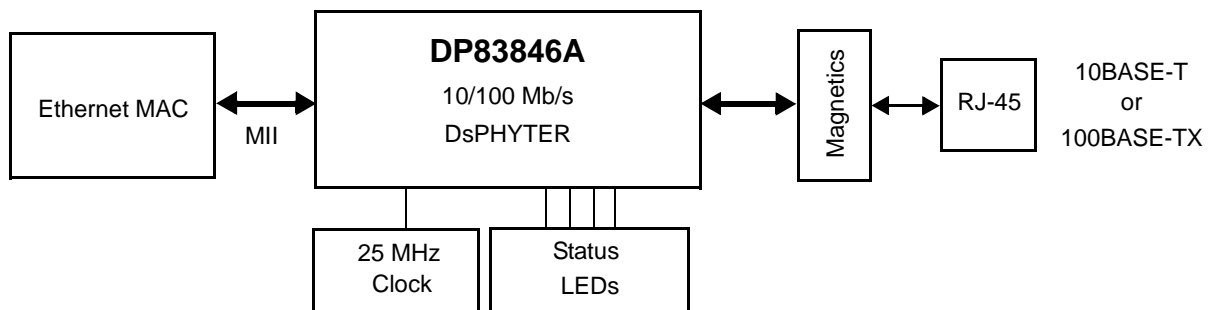 Ethernet MAC
MII
DP83846A
10/100 Mb/s
DsPHYTER
25 MHz
Clock
Status
LEDs
Magnetics
RJ-45
10BASE-T
or
100BASE-TX